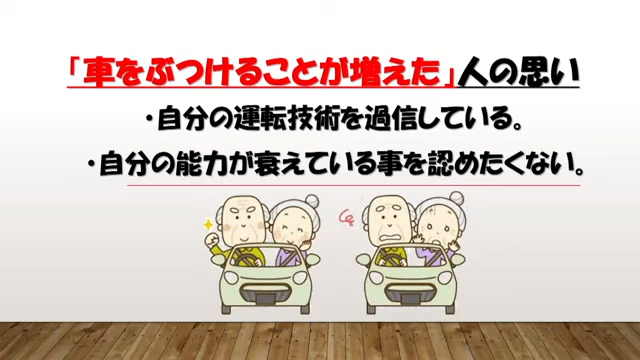 「車をぶつけることが増えた」人の思い
・自分の運転技術を過信している。
・自分の能力が衰えている事を認めたくない。